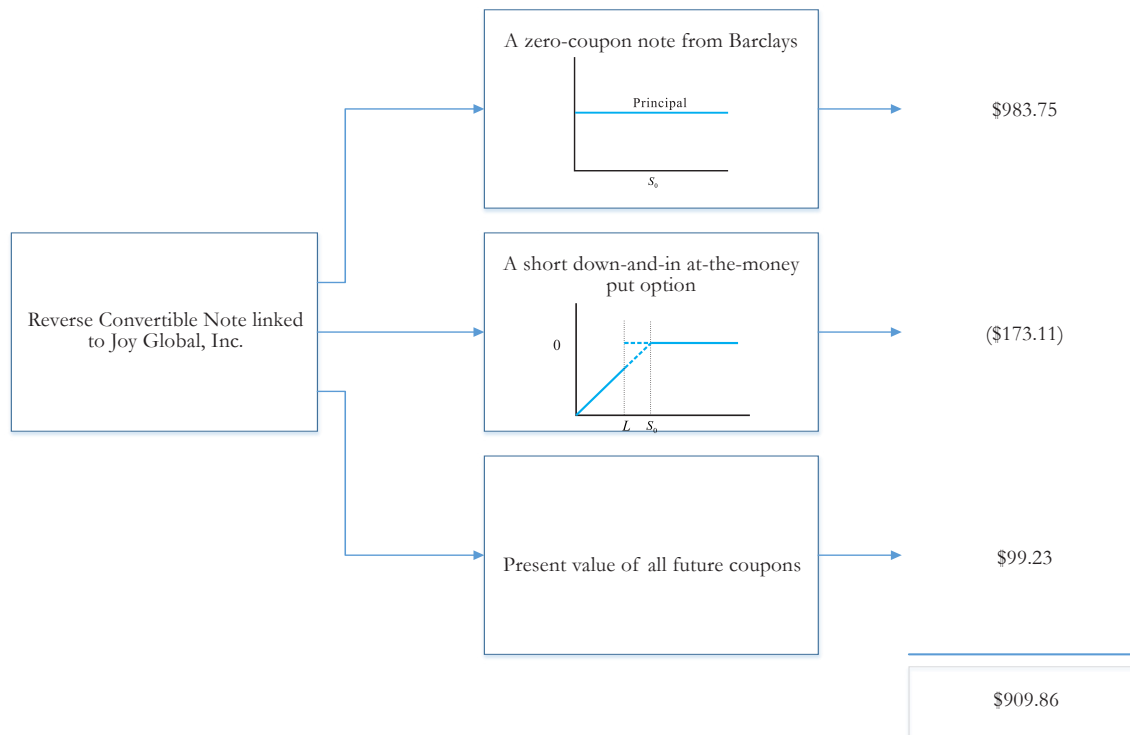 A zero-coupon note from Barclays
Principal
S₀
$983.75
Reverse Convertible Note linked
to Joy Global, Inc.
A short down-and-in at-the-money
put option
0
L S₀
($173.11)
Present value of all future coupons
$99.23
$909.86